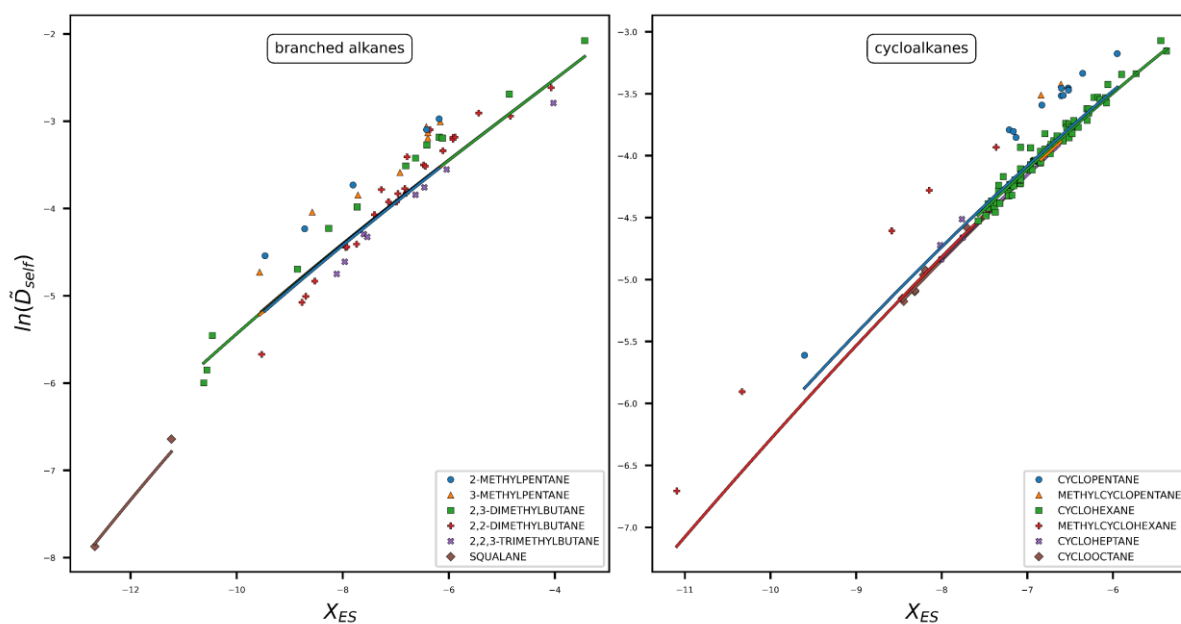 branched alkanes
cycloalkanes
ln(D̃self)
−2
−3
−4
−5
−6
−7
−8
−12
−10
−8
−6
−4
X_ES
2-METHYLPENTANE
3-METHYLPENTANE
2,3-DIMETHYLBUTANE
2,2-DIMETHYLBUTANE
2,2,3-TRIMETHYLBUTANE
SQUALANE
−3.0
−3.5
−4.0
−4.5
−5.0
−5.5
−6.0
−6.5
−7.0
−11
−10
−9
−8
−7
−6
X_ES
CYCLOPENTANE
METHYLCYCLOPENTANE
CYCLOHEXANE
METHYLCYCLOHEXANE
CYCLOHEPTANE
CYCLOOCTANE